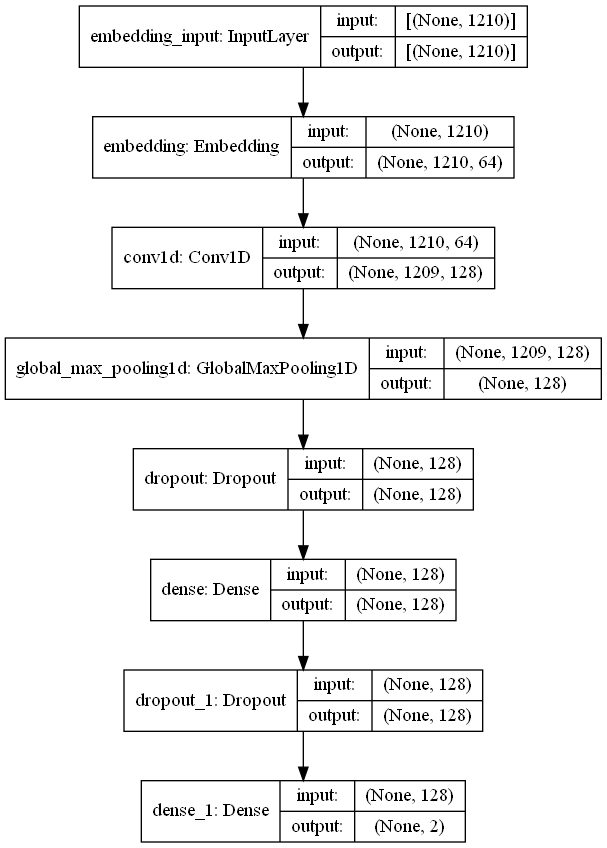 embedding_input: InputLayer input: [(None, 1210)]
output: [(None, 1210)]
embedding: Embedding input: (None, 1210)
output: (None, 1210, 64)
conv1d: Conv1D input: (None, 1210, 64)
output: (None, 1209, 128)
global_max_pooling1d: GlobalMaxPooling1D input: (None, 1209, 128)
output: (None, 128)
dropout: Dropout input: (None, 128)
output: (None, 128)
dense: Dense input: (None, 128)
output: (None, 128)
dropout_1: Dropout input: (None, 128)
output: (None, 128)
dense_1: Dense input: (None, 128)
output: (None, 2)